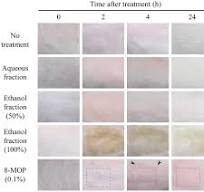 Time after treatment (h)
0 2 4 24
No
treatment
Aqueous
fraction
Ethanol
fraction
(50%)
Ethanol
fraction
(100%)
8-MOP
(0.1%)